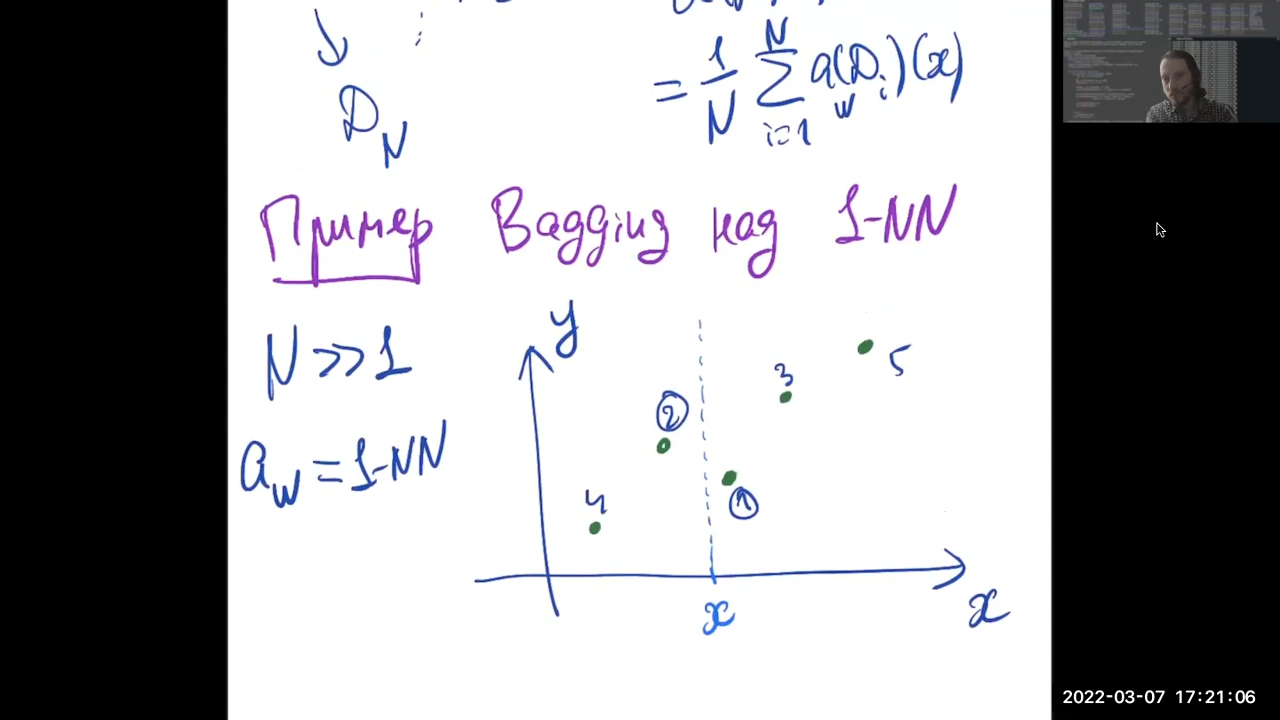 D_N
= 1/N ∑_{i=1}^{N} a_w(D_i)(x)
Пример Bagging над 1-NN
N >> 1
a_w = 1-NN
y
5
3
2
1
4
x
x
2022-03-07 17:21:06